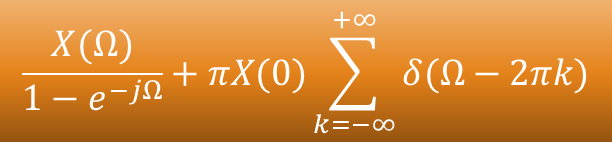 X(Ω) / (1 − e^{−jΩ}) + πX(0) ∑_{k=−∞}^{+∞} δ(Ω − 2πk)